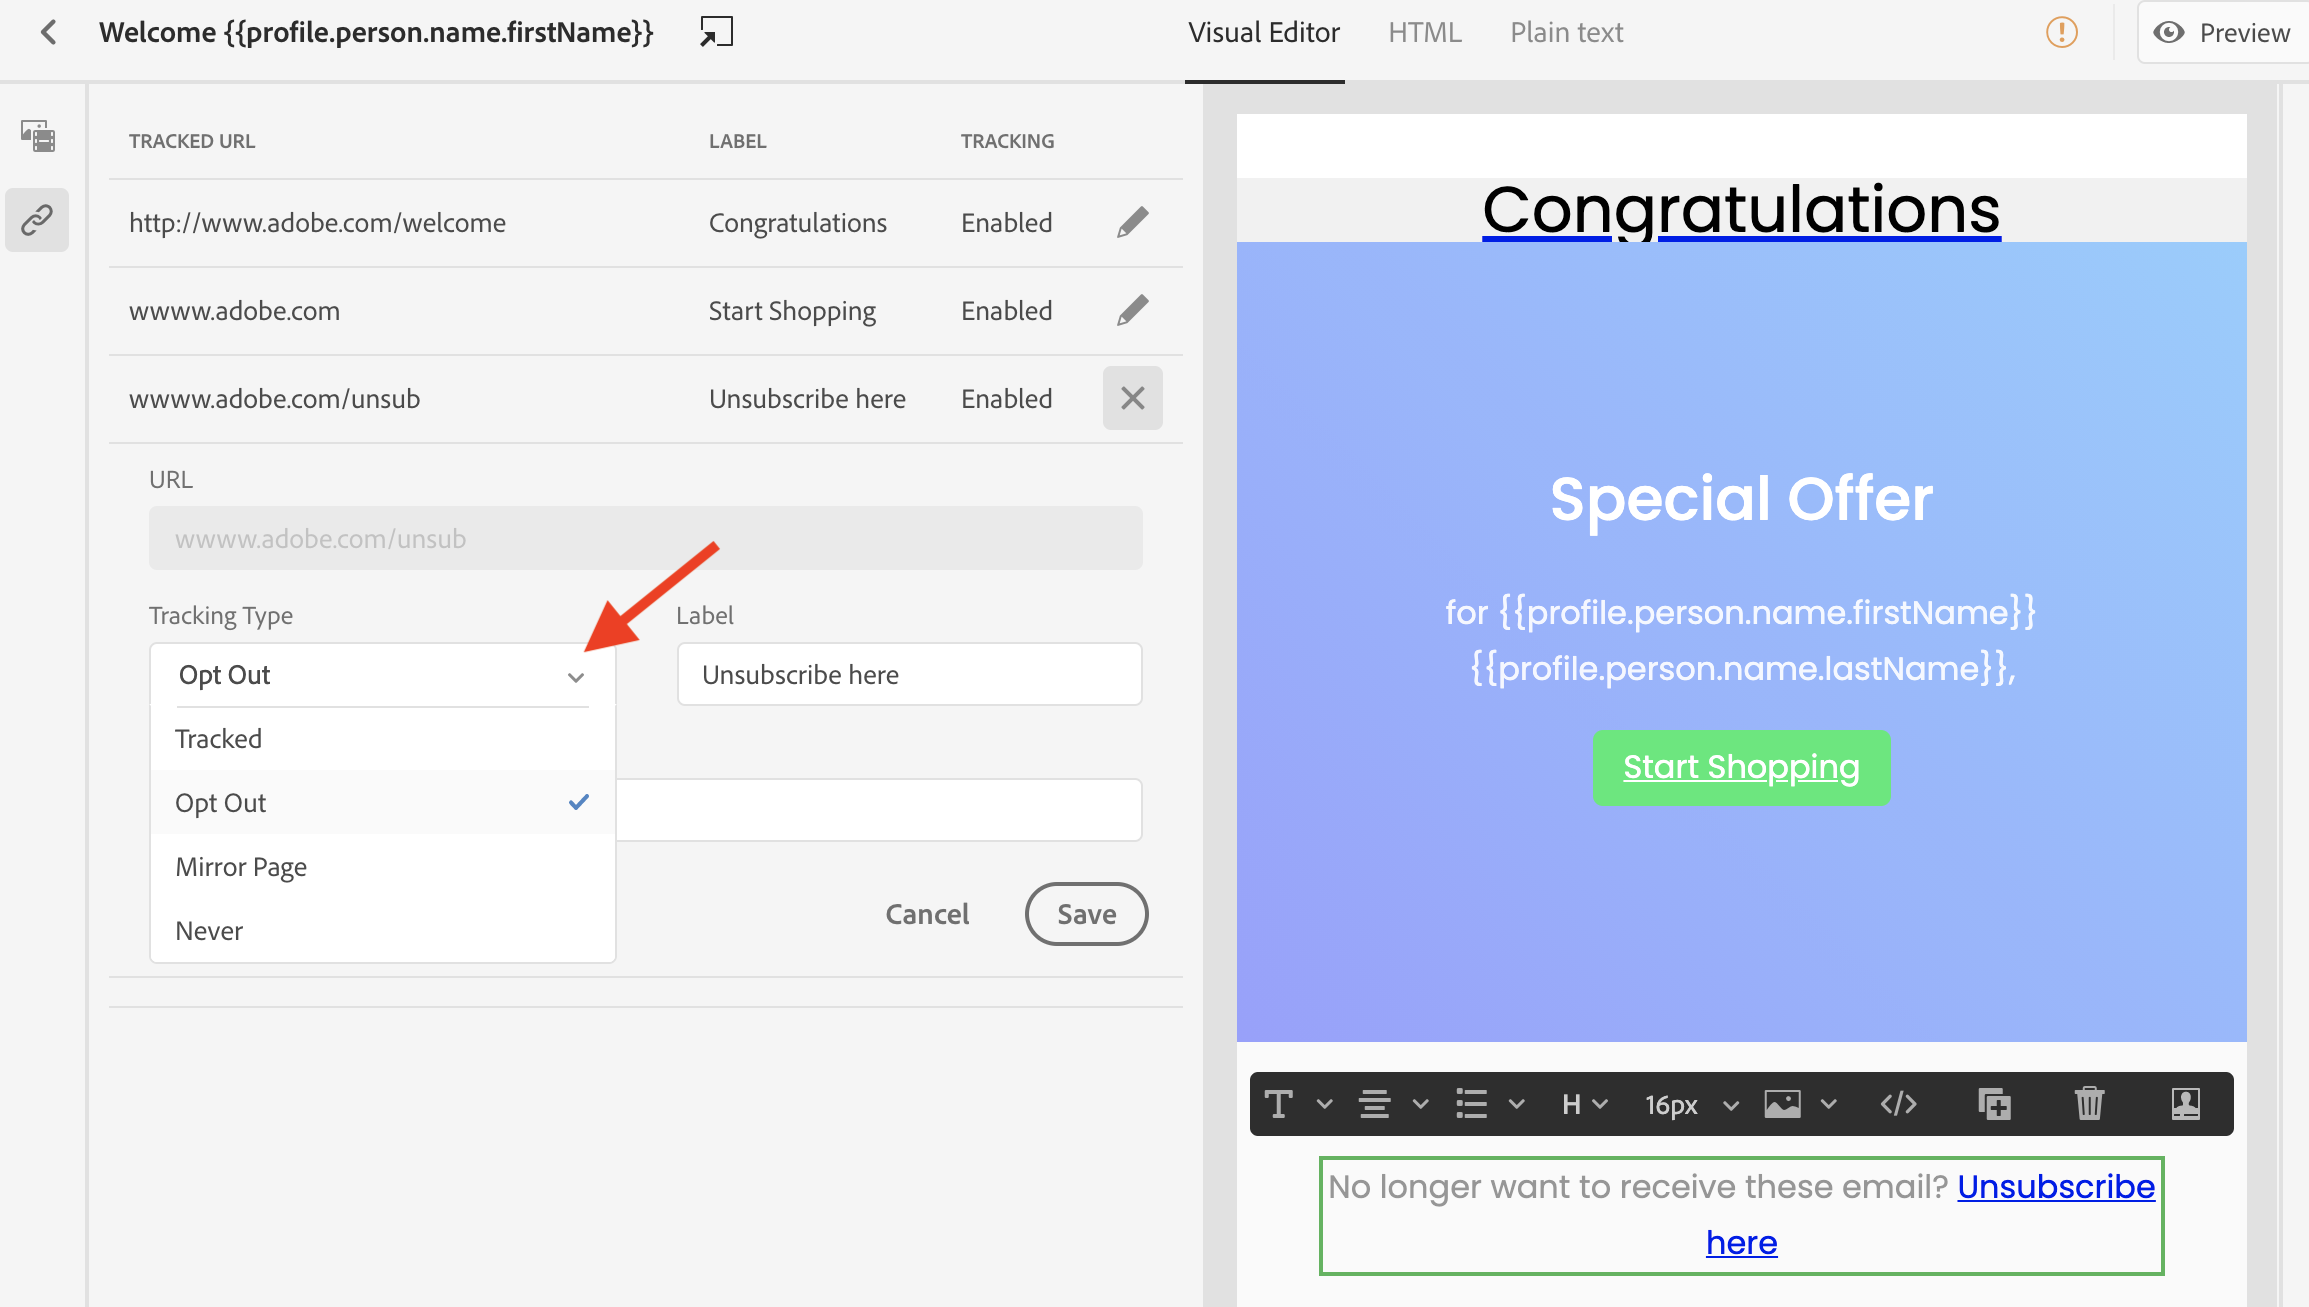 Welcome {{profile.person.name.firstName}}
Visual Editor
HTML
Plain text
Preview
TRACKED URL LABEL TRACKING
http://www.adobe.com/welcome Congratulations Enabled
wwww.adobe.com Start Shopping Enabled
wwww.adobe.com/unsub Unsubscribe here Enabled
URL
wwww.adobe.com/unsub
Tracking Type Label
Opt Out Unsubscribe here
Tracked
Opt Out
Mirror Page
Never
Cancel Save
Congratulations
Special Offer
for {{profile.person.name.firstName}}
{{profile.person.name.lastName}},
Start Shopping
H 16px
No longer want to receive these email? Unsubscribe
here